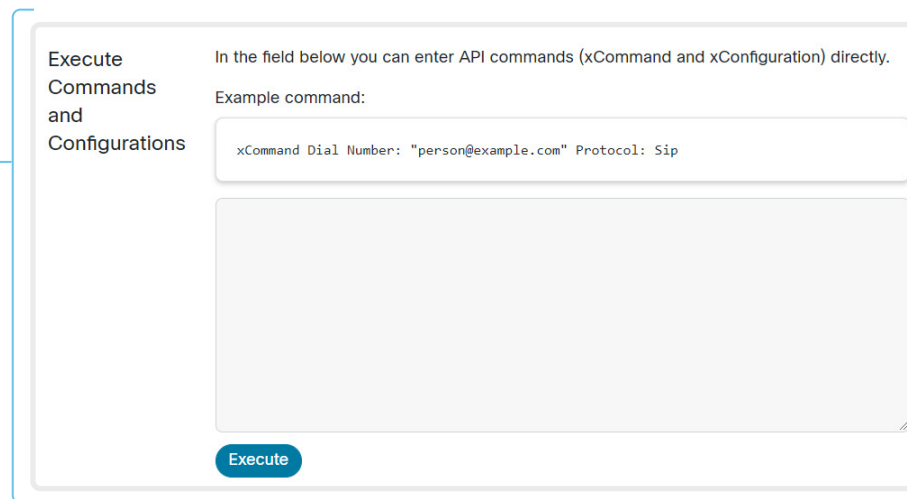 Execute
Commands
and
Configurations
In the field below you can enter API commands (xCommand and xConfiguration) directly.
Example command:
xCommand Dial Number: "person@example.com" Protocol: Sip
Execute